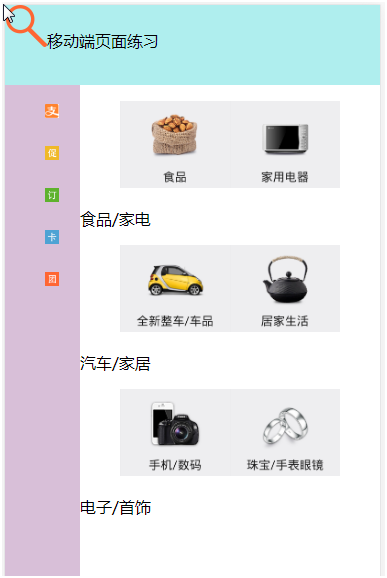 移动端页面练习
支
促
订
卡
团
食品 家用电器
食品/家电
全新整车/车品 居家生活
汽车/家居
手机/数码 珠宝/手表眼镜
电子/首饰